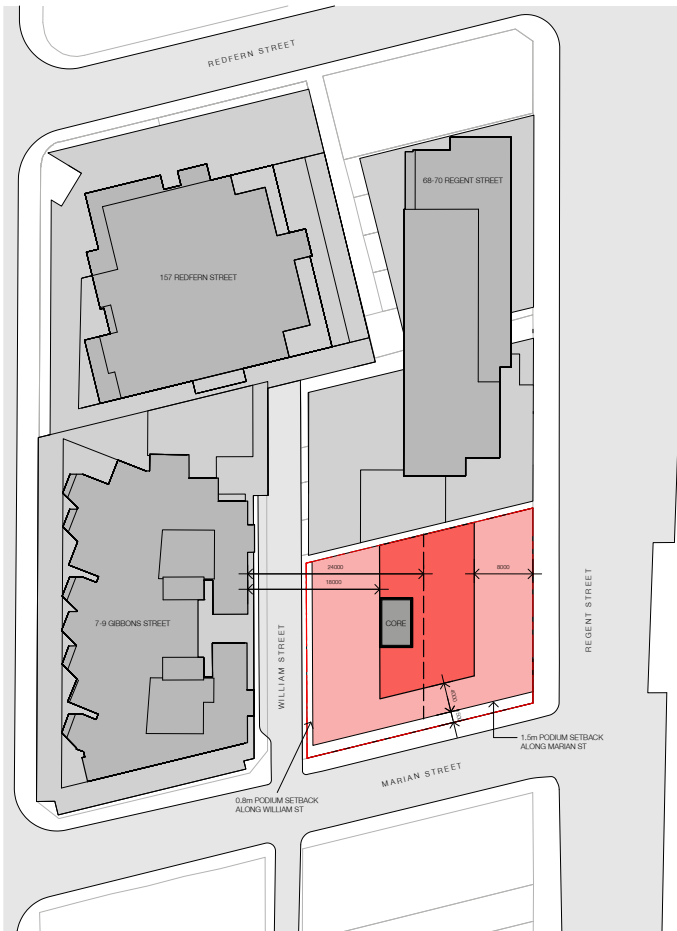 REDFERN STREET
68-70 REGENT STREET
157 REDFERN STREET
24000
8000
18000
CORE
7-9 GIBBONS STREET
WILLIAM STREET
REGENT STREET
4000
1.5m PODIUM SETBACK
ALONG MARIAN ST
MARIAN STREET
0.8m PODIUM SETBACK
ALONG WILLIAM ST